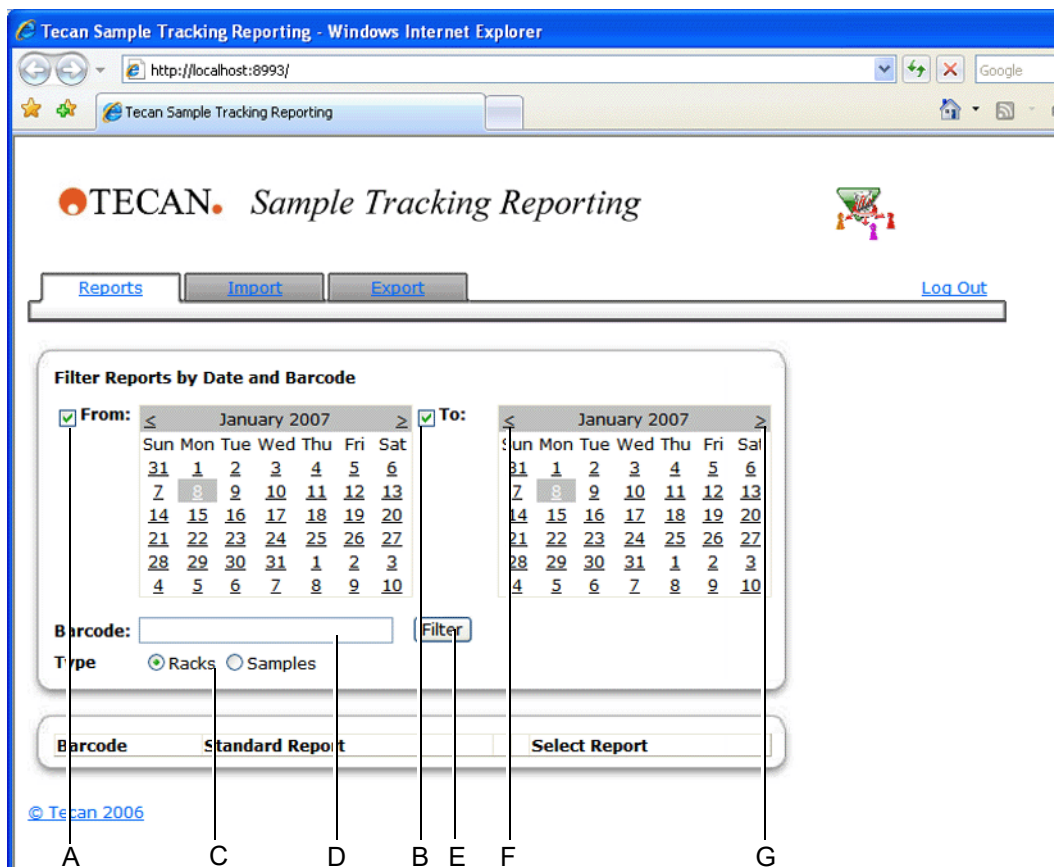 Tecan Sample Tracking Reporting - Windows Internet Explorer
http://localhost:8993/
Google
Tecan Sample Tracking Reporting
TECAN. Sample Tracking Reporting
Reports Import Export Log Out
Filter Reports by Date and Barcode
From: < January 2007 > To: < January 2007 >
Sun Mon Tue Wed Thu Fri Sat Sun Mon Tue Wed Thu Fri Sat
31 1 2 3 4 5 6 31 1 2 3 4 5 6
7 8 9 10 11 12 13 7 8 9 10 11 12 13
14 15 16 17 18 19 20 14 15 16 17 18 19 20
21 22 23 24 25 26 27 21 22 23 24 25 26 27
28 29 30 31 1 2 3 28 29 30 31 1 2 3
4 5 6 7 8 9 10 4 5 6 7 8 9 10
Barcode: Filter
Type Racks Samples
Barcode Standard Report Select Report
© Tecan 2006
A C D B E F G